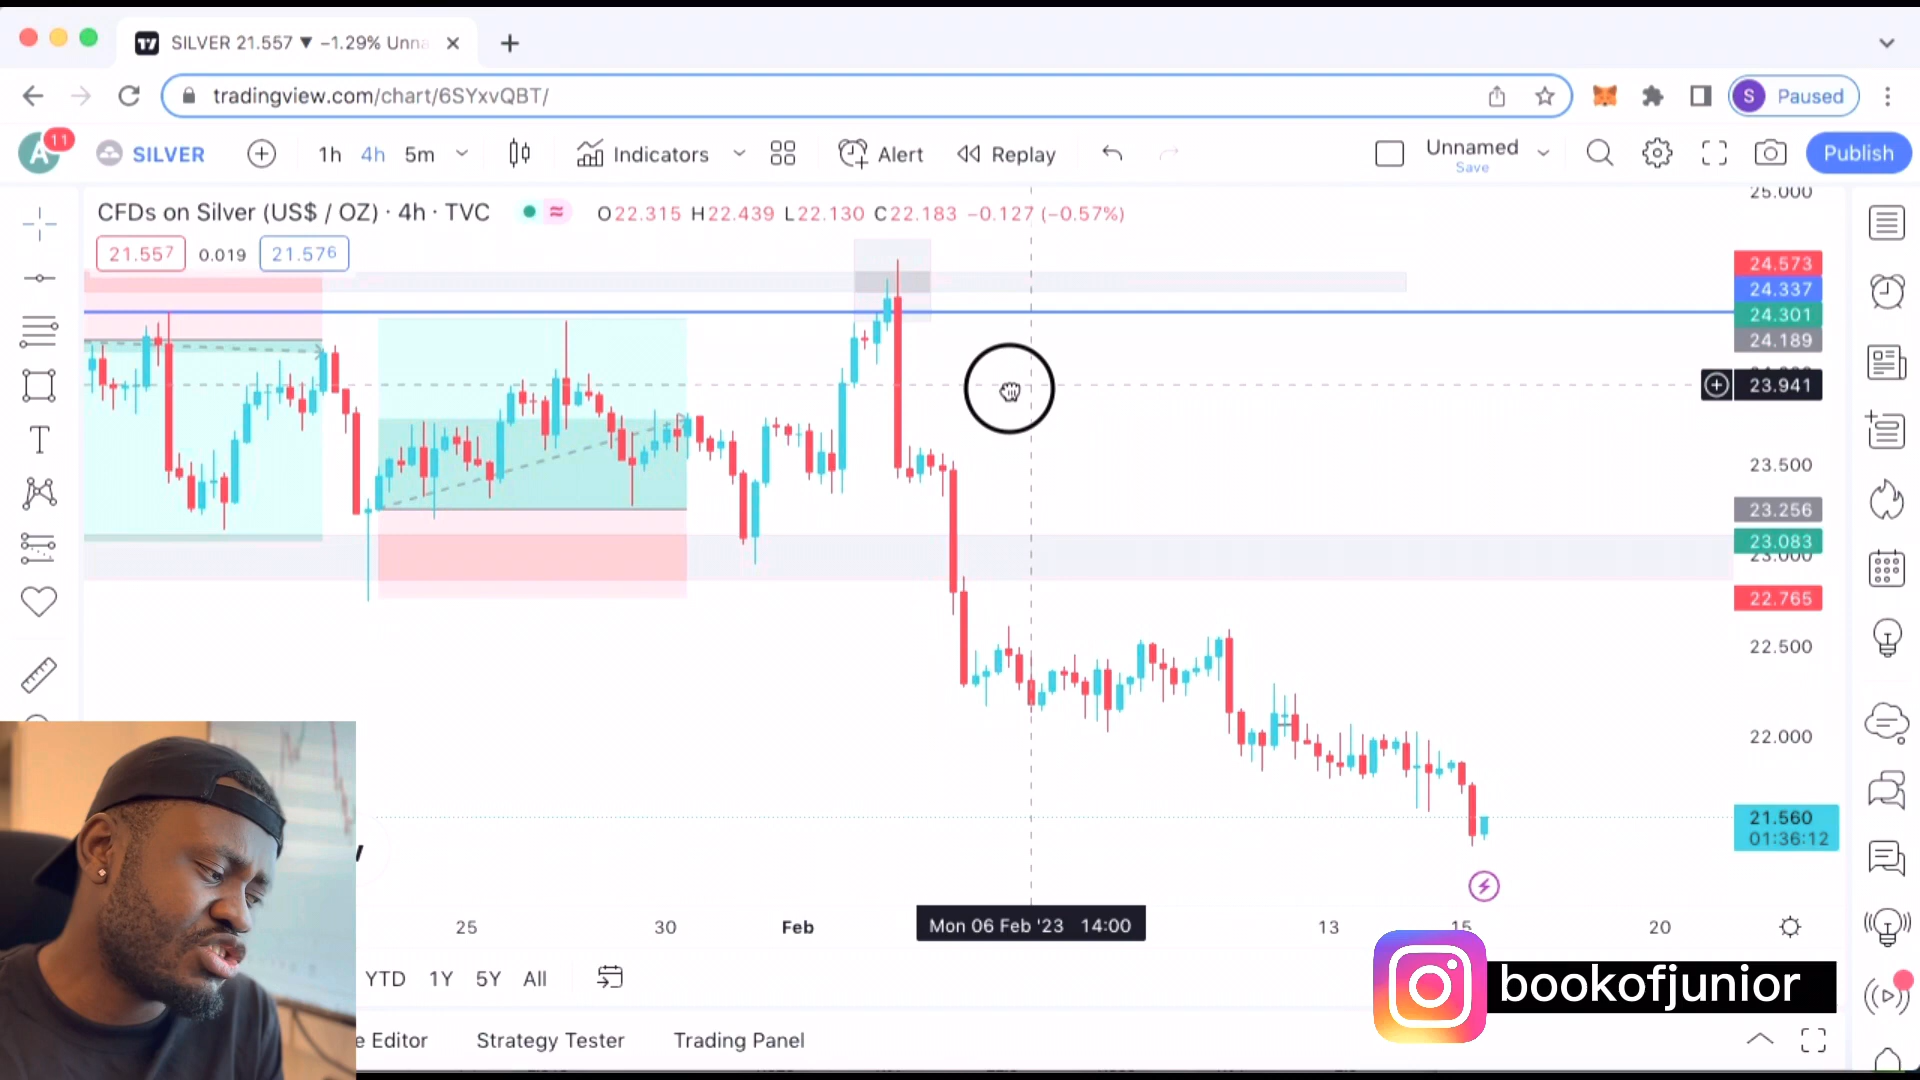 SILVER 21.557 ▼ −1.29% Unna
tradingview.com/chart/6SYxvQBT/
S Paused
A 11 SILVER 1h 4h 5m Indicators Alert Replay Unnamed Save Publish
CFDs on Silver (US$ / OZ) · 4h · TVC O22.315 H22.439 L22.130 C22.183 −0.127 (−0.57%)
21.557 0.019 21.576
25.000
24.573
24.337
24.301
24.189
23.941
23.500
23.256
23.083
23.000
22.765
22.500
22.000
21.560
01:36:12
25 30 Feb Mon 06 Feb '23 14:00 13 15 20
YTD 1Y 5Y All
bookofjunior
e Editor Strategy Tester Trading Panel